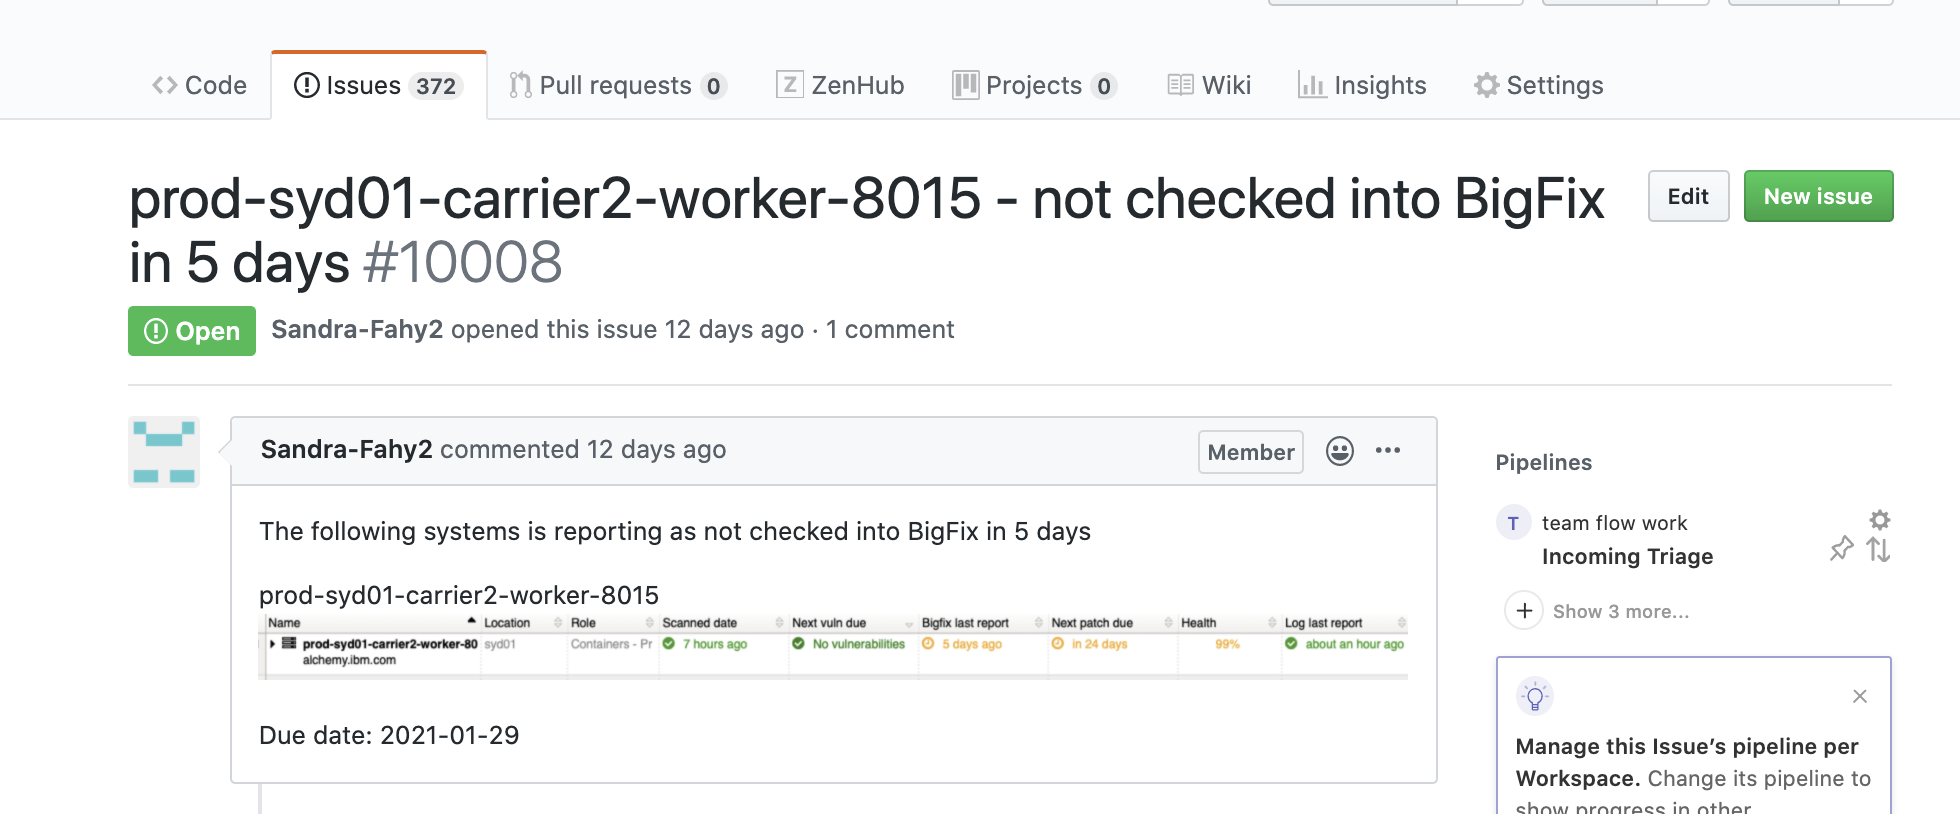 Code Issues 372 Pull requests 0 ZenHub Projects 0 Wiki Insights Settings
prod-syd01-carrier2-worker-8015 - not checked into BigFix
in 5 days #10008
Edit New issue
Open Sandra-Fahy2 opened this issue 12 days ago · 1 comment
Sandra-Fahy2 commented 12 days ago Member
The following systems is reporting as not checked into BigFix in 5 days
prod-syd01-carrier2-worker-8015
Name Location Role Scanned date Next vuln due Bigfix last report Next patch due Health Log last report
prod-syd01-carrier2-worker-80 syd01 Containers - Pr 7 hours ago No vulnerabilities 5 days ago in 24 days 99% about an hour ago
alchemy.ibm.com
Due date: 2021-01-29
Pipelines
T team flow work
Incoming Triage
Show 3 more...
Manage this Issue’s pipeline per
Workspace. Change its pipeline to
show progress in other